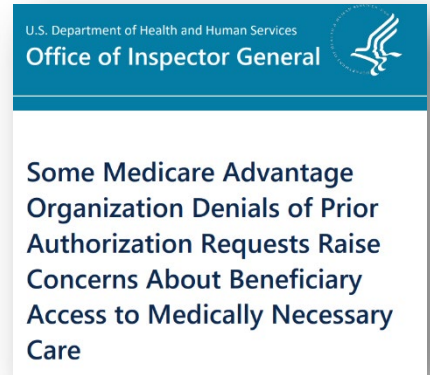 U.S. Department of Health and Human Services
Office of Inspector General
Some Medicare Advantage
Organization Denials of Prior
Authorization Requests Raise
Concerns About Beneficiary
Access to Medically Necessary
Care